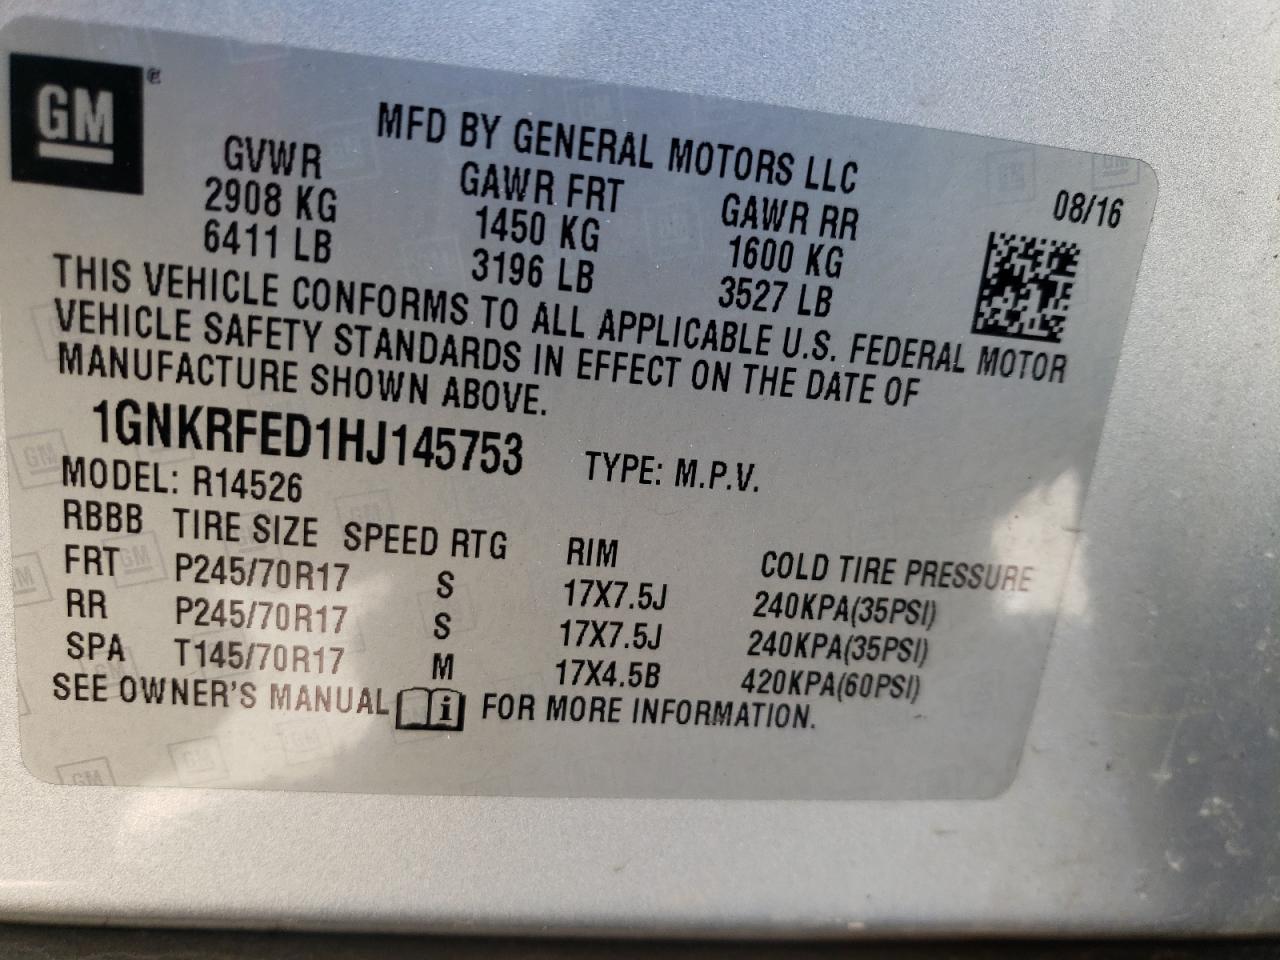 GM ®
MFD BY GENERAL MOTORS LLC
08/16
GVWR GAWR FRT GAWR RR
2908 KG 1450 KG 1600 KG
6411 LB 3196 LB 3527 LB
THIS VEHICLE CONFORMS TO ALL APPLICABLE U.S. FEDERAL MOTOR
VEHICLE SAFETY STANDARDS IN EFFECT ON THE DATE OF
MANUFACTURE SHOWN ABOVE.
1GNKRFED1HJ145753 TYPE: M.P.V.
MODEL: R14526
RBBB TIRE SIZE SPEED RTG RIM COLD TIRE PRESSURE
FRT P245/70R17 S 17X7.5J 240KPA(35PSI)
RR P245/70R17 S 17X7.5J 240KPA(35PSI)
SPA T145/70R17 M 17X4.5B 420KPA(60PSI)
SEE OWNER'S MANUAL i FOR MORE INFORMATION.